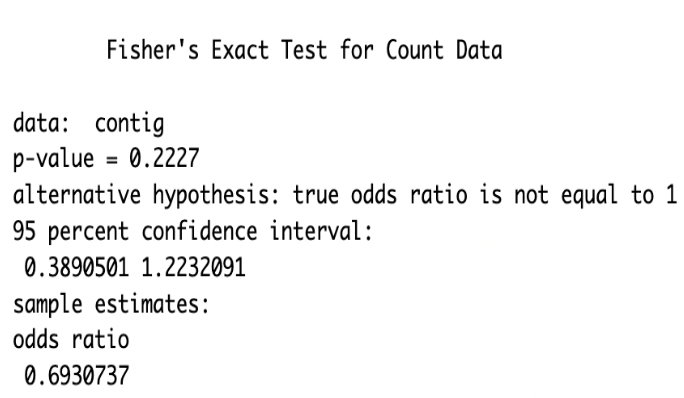 Fisher's Exact Test for Count Data
data:  contig
p-value = 0.2227
alternative hypothesis: true odds ratio is not equal to 1
95 percent confidence interval:
0.3890501 1.2232091
sample estimates:
odds ratio
0.6930737